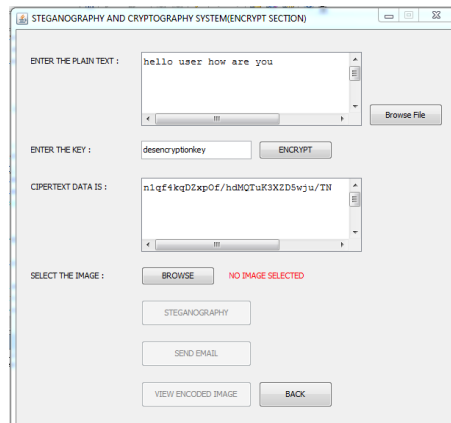 STEGANOGRAPHY AND CRYPTOGRAPHY SYSTEM(ENCRYPT SECTION)
ENTER THE PLAIN TEXT :
hello user how are you
Browse File
ENTER THE KEY :
desencryptionkey
ENCRYPT
CIPERTEXT DATA IS :
n1qf4kqDZxpOf/hdMQTuK3XZD5wju/TN
SELECT THE IMAGE :
BROWSE
NO IMAGE SELECTED
STEGANOGRAPHY
SEND EMAIL
VIEW ENCODED IMAGE
BACK